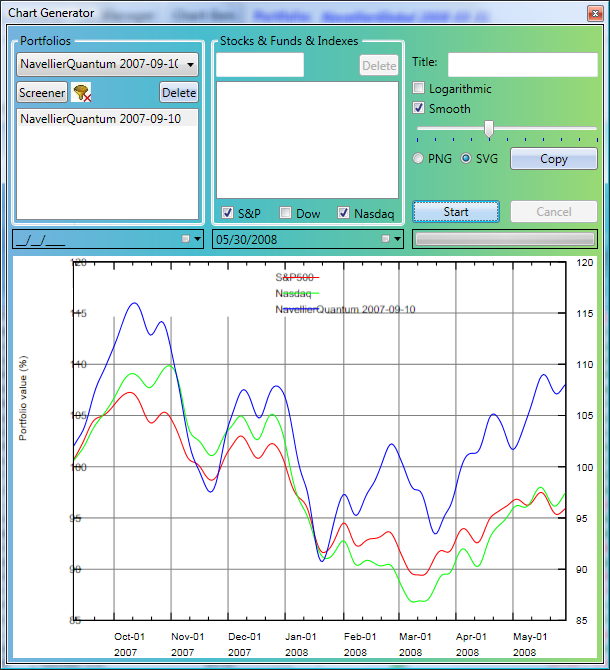 Chart Generator
Portfolios
NavellierQuantum 2007-09-10
Screener
Delete
NavellierQuantum 2007-09-10
Stocks & Funds & Indexes
Delete
S&P
Dow
Nasdaq
Title:
Logarithmic
Smooth
PNG
SVG
Copy
Start
Cancel
__/__/___
05/30/2008
S&P500
Nasdaq
NavellierQuantum 2007-09-10
Portfolio value (%)
120
115
110
105
100
95
90
85
120
115
110
105
100
95
90
85
Oct-01 Nov-01 Dec-01 Jan-01 Feb-01 Mar-01 Apr-01 May-01
2007 2007 2007 2008 2008 2008 2008 2008